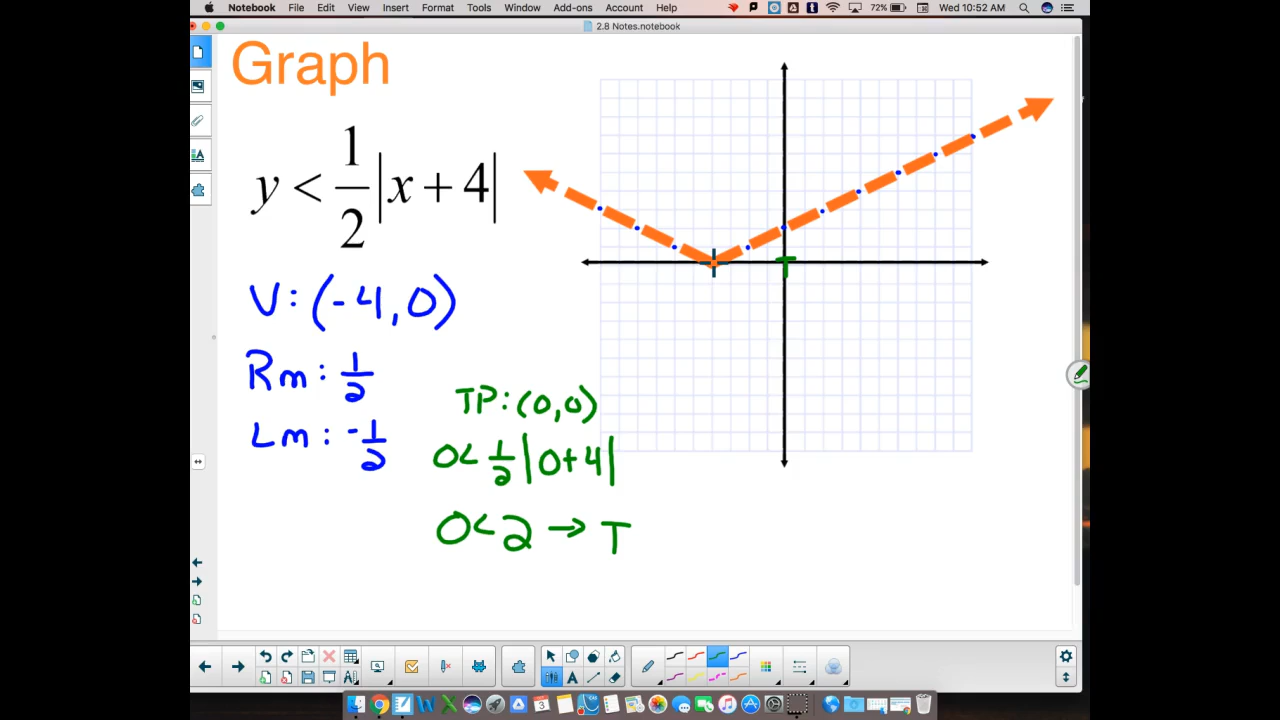 Notebook File Edit View Insert Format Tools Window Add-ons Account Help 72% Wed 10:52 AM
2.8 Notes.notebook
Graph
y < 1/2 |x + 4|
V: (-4, 0)
Rm: 1/2
Lm: -1/2
TP: (0, 0)
0 < 1/2 |0 + 4|
0 < 2 → T
T